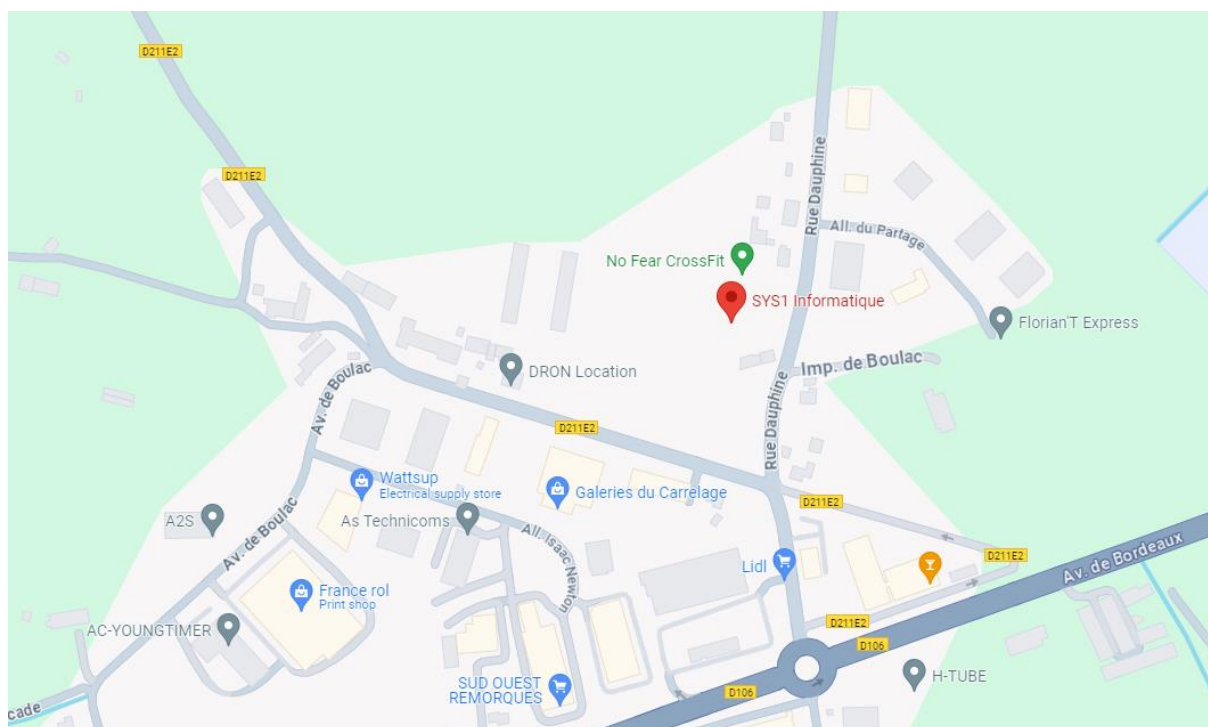 D211E2
D211E2
Rue Dauphine
All. du Partage
No Fear CrossFit
SYS1 Informatique
Florian'T Express
Imp. de Boulac
DRON Location
Av. de Boulac
D211E2
Rue Dauphine
Wattsup
Electrical supply store
Galeries du Carrelage
D211E2
A2S
As Technicoms
Av. de Boulac
All. Isaac Newton
Lidl
D211E2
Av. de Bordeaux
France rol
Print shop
AC-YOUNGTIMER
D211E2
D106
H-TUBE
SUD OUEST
REMORQUES
D106
cade